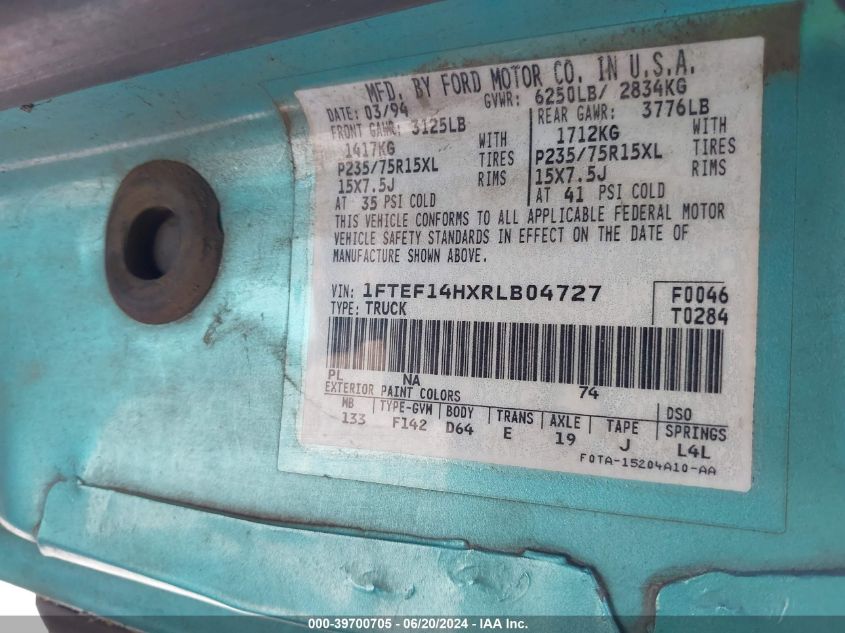 MFD. BY FORD MOTOR CO. IN U.S.A.
DATE: 03/94 GVWR: 6250LB/ 2834KG
FRONT GAWR: 3125LB REAR GAWR: 3776LB
1417KG WITH 1712KG WITH
P235/75R15XL TIRES P235/75R15XL TIRES
15X7.5J RIMS 15X7.5J RIMS
AT 35 PSI COLD AT 41 PSI COLD
THIS VEHICLE CONFORMS TO ALL APPLICABLE FEDERAL MOTOR
VEHICLE SAFETY STANDARDS IN EFFECT ON THE DATE OF
MANUFACTURE SHOWN ABOVE.
VIN: 1FTEF14HXRLB04727 F0046
TYPE: TRUCK T0284
PL NA 74
EXTERIOR PAINT COLORS DSO
WB TYPE-GVW BODY TRANS AXLE TAPE SPRINGS
133 F142 D64 E 19 J L4L
F0TA-15204A10-AA
000-39700705 - 06/20/2024 - IAA Inc.